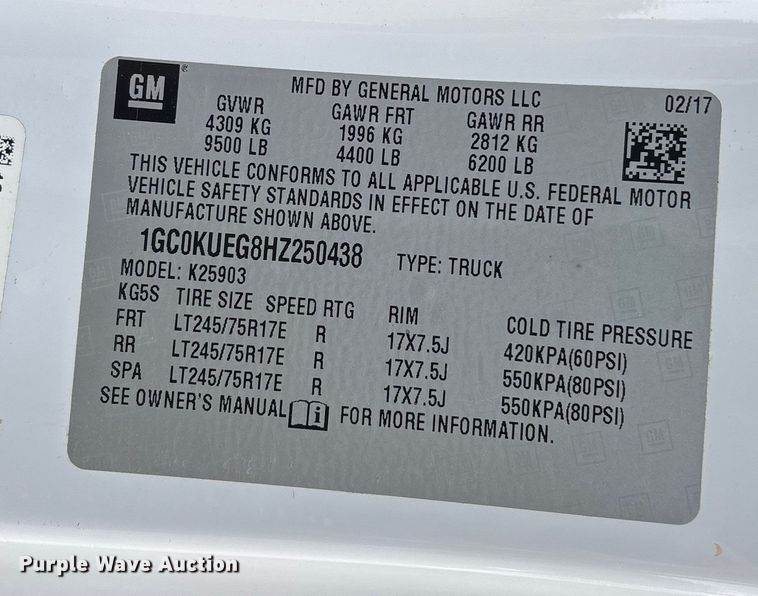 GM
MFD BY GENERAL MOTORS LLC 02/17
GVWR GAWR FRT GAWR RR
4309 KG 1996 KG 2812 KG
9500 LB 4400 LB 6200 LB
THIS VEHICLE CONFORMS TO ALL APPLICABLE U.S. FEDERAL MOTOR
VEHICLE SAFETY STANDARDS IN EFFECT ON THE DATE OF
MANUFACTURE SHOWN ABOVE.
1GC0KUEG8HZ250438 TYPE: TRUCK
MODEL: K25903
KG5S TIRE SIZE SPEED RTG RIM COLD TIRE PRESSURE
FRT LT245/75R17E R 17X7.5J 420KPA(60PSI)
RR LT245/75R17E R 17X7.5J 550KPA(80PSI)
SPA LT245/75R17E R 17X7.5J 550KPA(80PSI)
SEE OWNER'S MANUAL i FOR MORE INFORMATION.
Purple Wave Auction